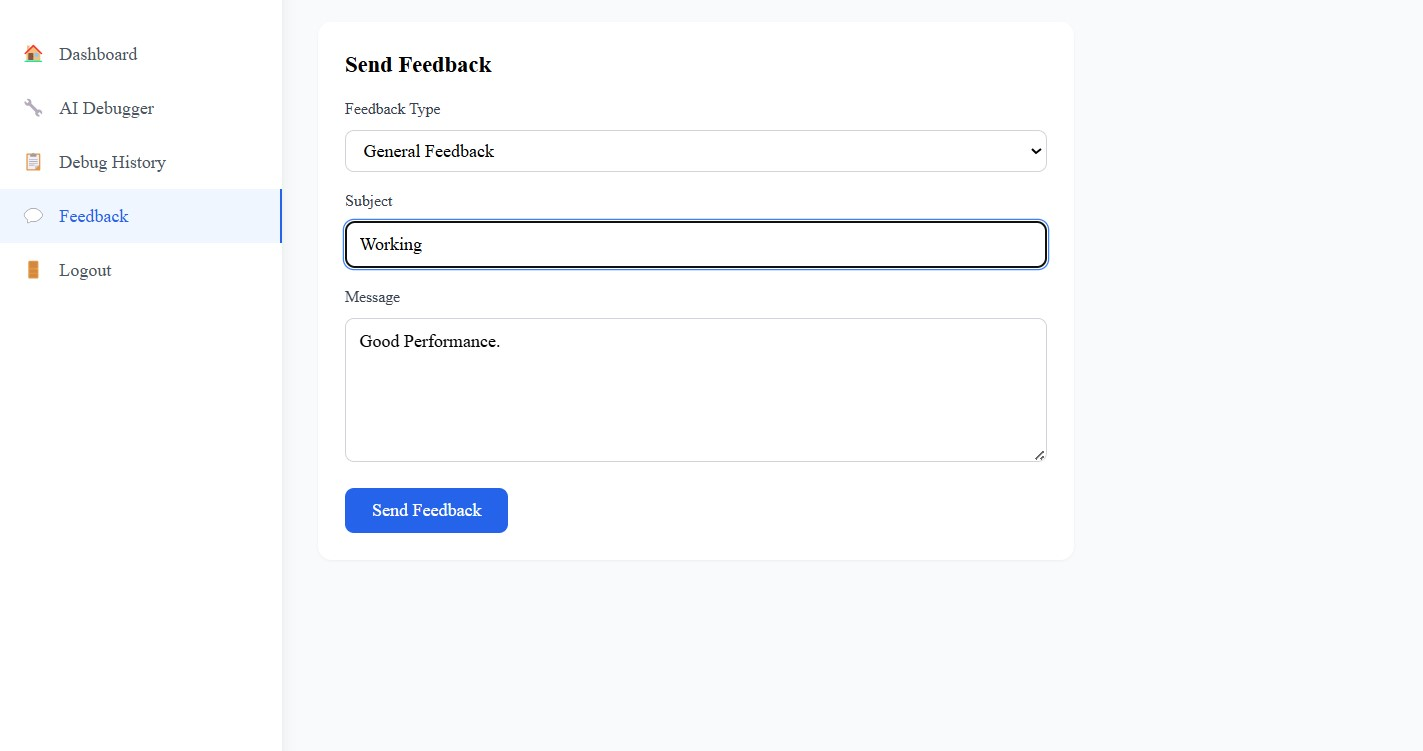 Dashboard
AI Debugger
Debug History
Feedback
Logout
Send Feedback
Feedback Type
General Feedback
Subject
Working
Message
Good Performance.
Send Feedback